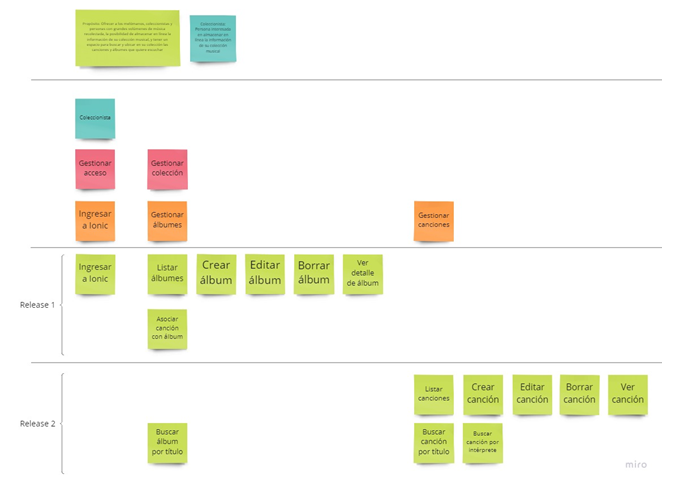 Propósito: Ofrecer a los melómanos, coleccionistas y
personas con grandes volúmenes de música
recolectada, la posibilidad de almacenar en línea la
información de su colección musical, y tener un
espacio para buscar y ubicar en su colección las
canciones y álbumes que quiera escuchar
Coleccionista:
Persona interesada
en almacenar en
línea la información
de su colección
musical
Coleccionista
Gestionar
acceso
Gestionar
colección
Ingresar
a Ionic
Gestionar
álbumes
Gestionar
canciones
Release 1
Ingresar
a Ionic
Listar
álbumes
Crear
álbum
Editar
álbum
Borrar
álbum
Ver
detalle
de álbum
Asociar
canción
con álbum
Release 2
Listar
canciones
Crear
canción
Editar
canción
Borrar
canción
Ver
canción
Buscar
álbum
por título
Buscar
canción
por título
Buscar
canción por
intérprete
miro